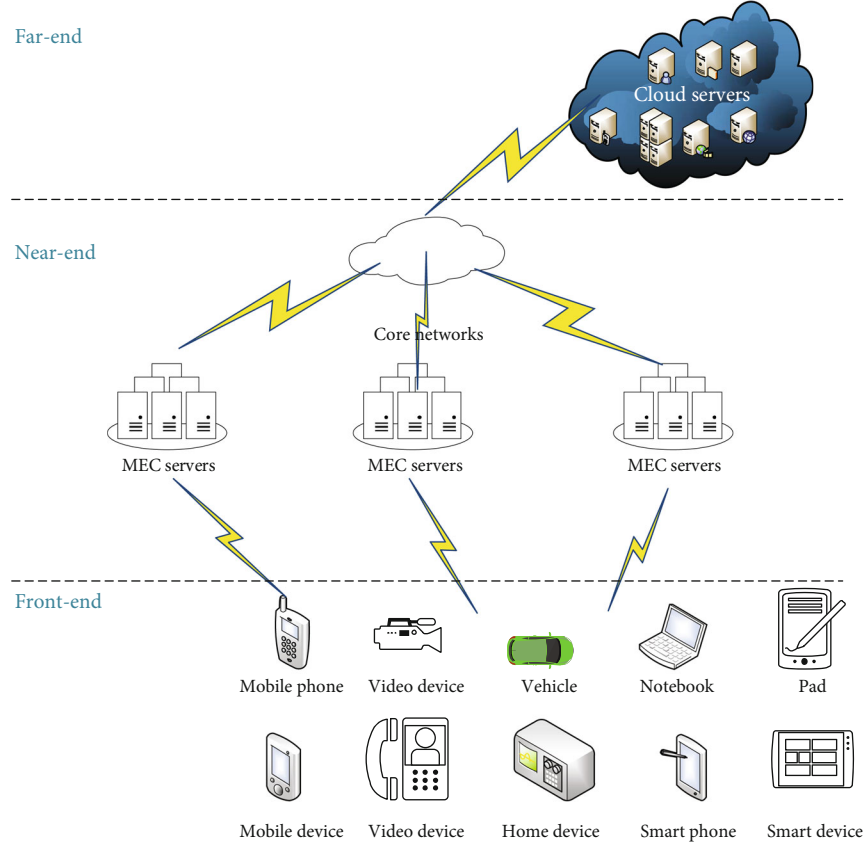 Far-end
Cloud servers
Near-end
Core networks
MEC servers
MEC servers
MEC servers
Front-end
Mobile phone
Video device
Vehicle
Notebook
Pad
Mobile device
Video device
Home device
Smart phone
Smart device